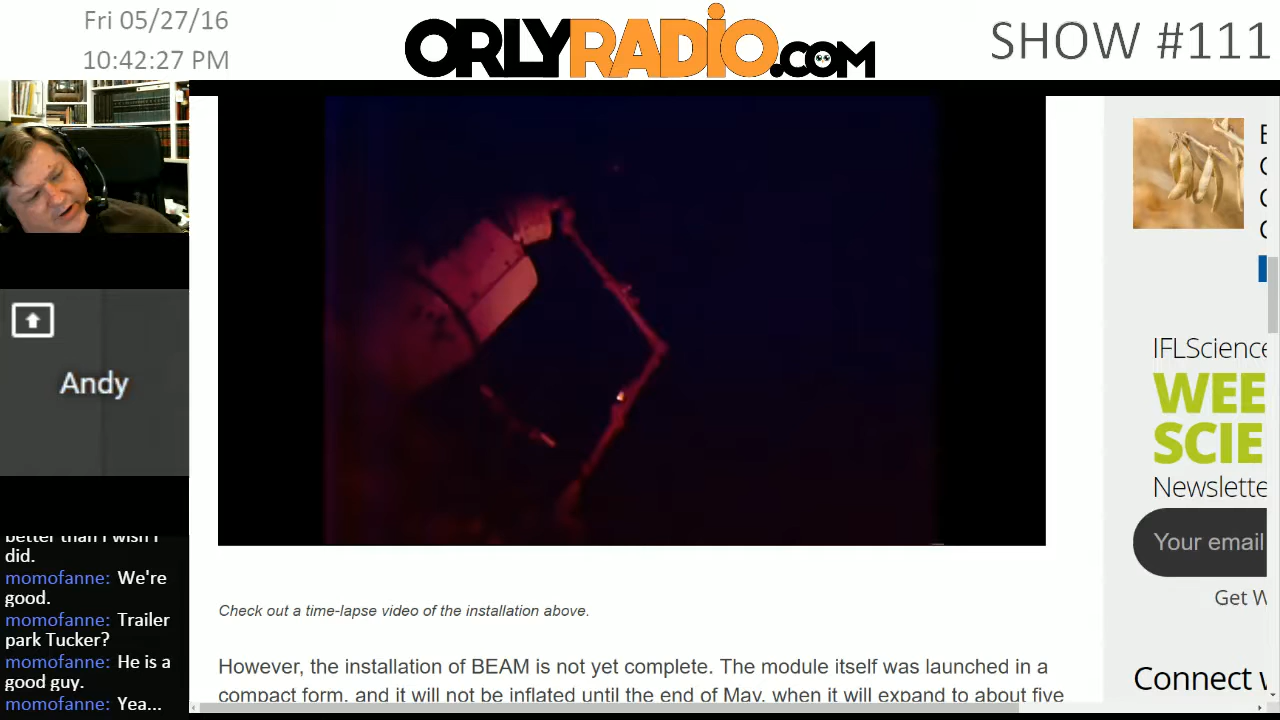 Fri 05/27/16
10:42:27 PM
ORLYRADIO.COM
SHOW #111
Andy
better than I wish I
did.
momofanne: We're
good.
momofanne: Trailer
park Tucker?
momofanne: He is a
good guy.
momofanne: Yea...
Check out a time-lapse video of the installation above.
However, the installation of BEAM is not yet complete. The module itself was launched in a
compact form, and it will not be inflated until the end of May, when it will expand to about five
IFLScience
WEE
SCIE
Newslette
Your email
Get W
Connect w